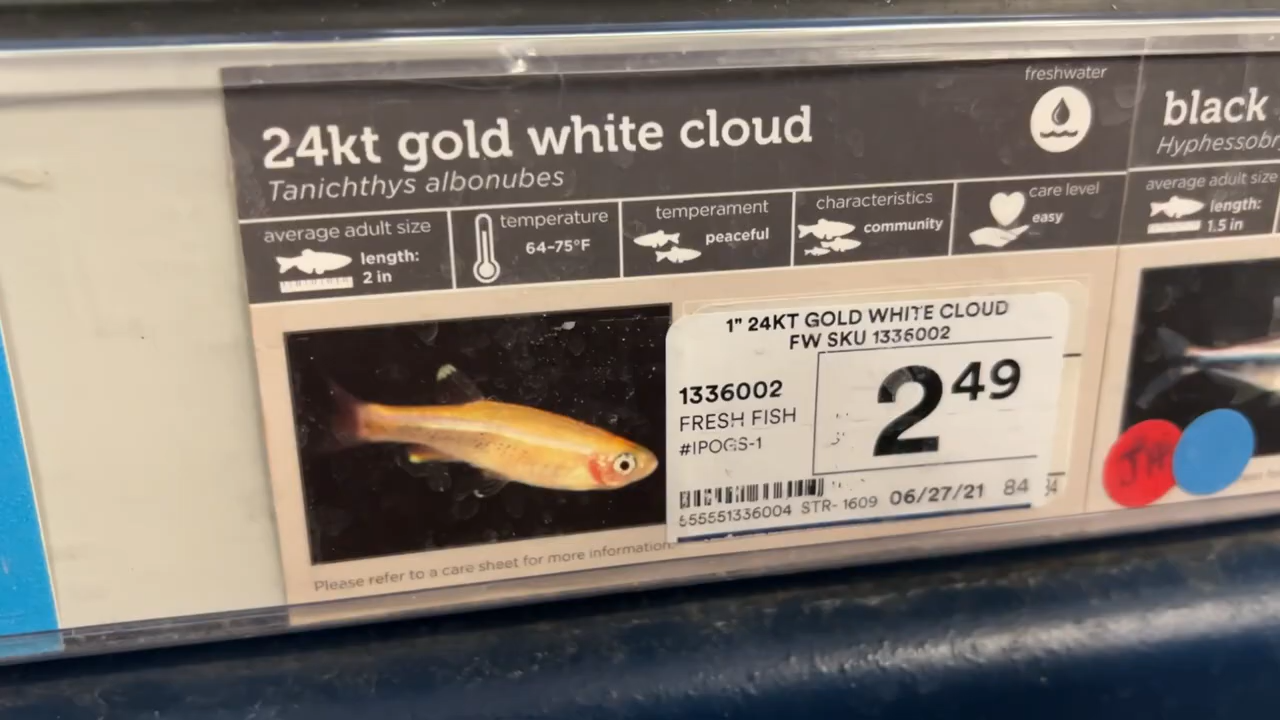 freshwater
24kt gold white cloud
Tanichthys albonubes
average adult size
length:
2 in
temperature
64-75°F
temperament
peaceful
characteristics
community
care level
easy
black
average adult size
length:
1.5 in
1" 24KT GOLD WHITE CLOUD
FW SKU 1336002
1336002
FRESH FISH
#IPOGS-1
2 49
555551336004 STR- 1609 06/27/21 84
Please refer to a care sheet for more information.